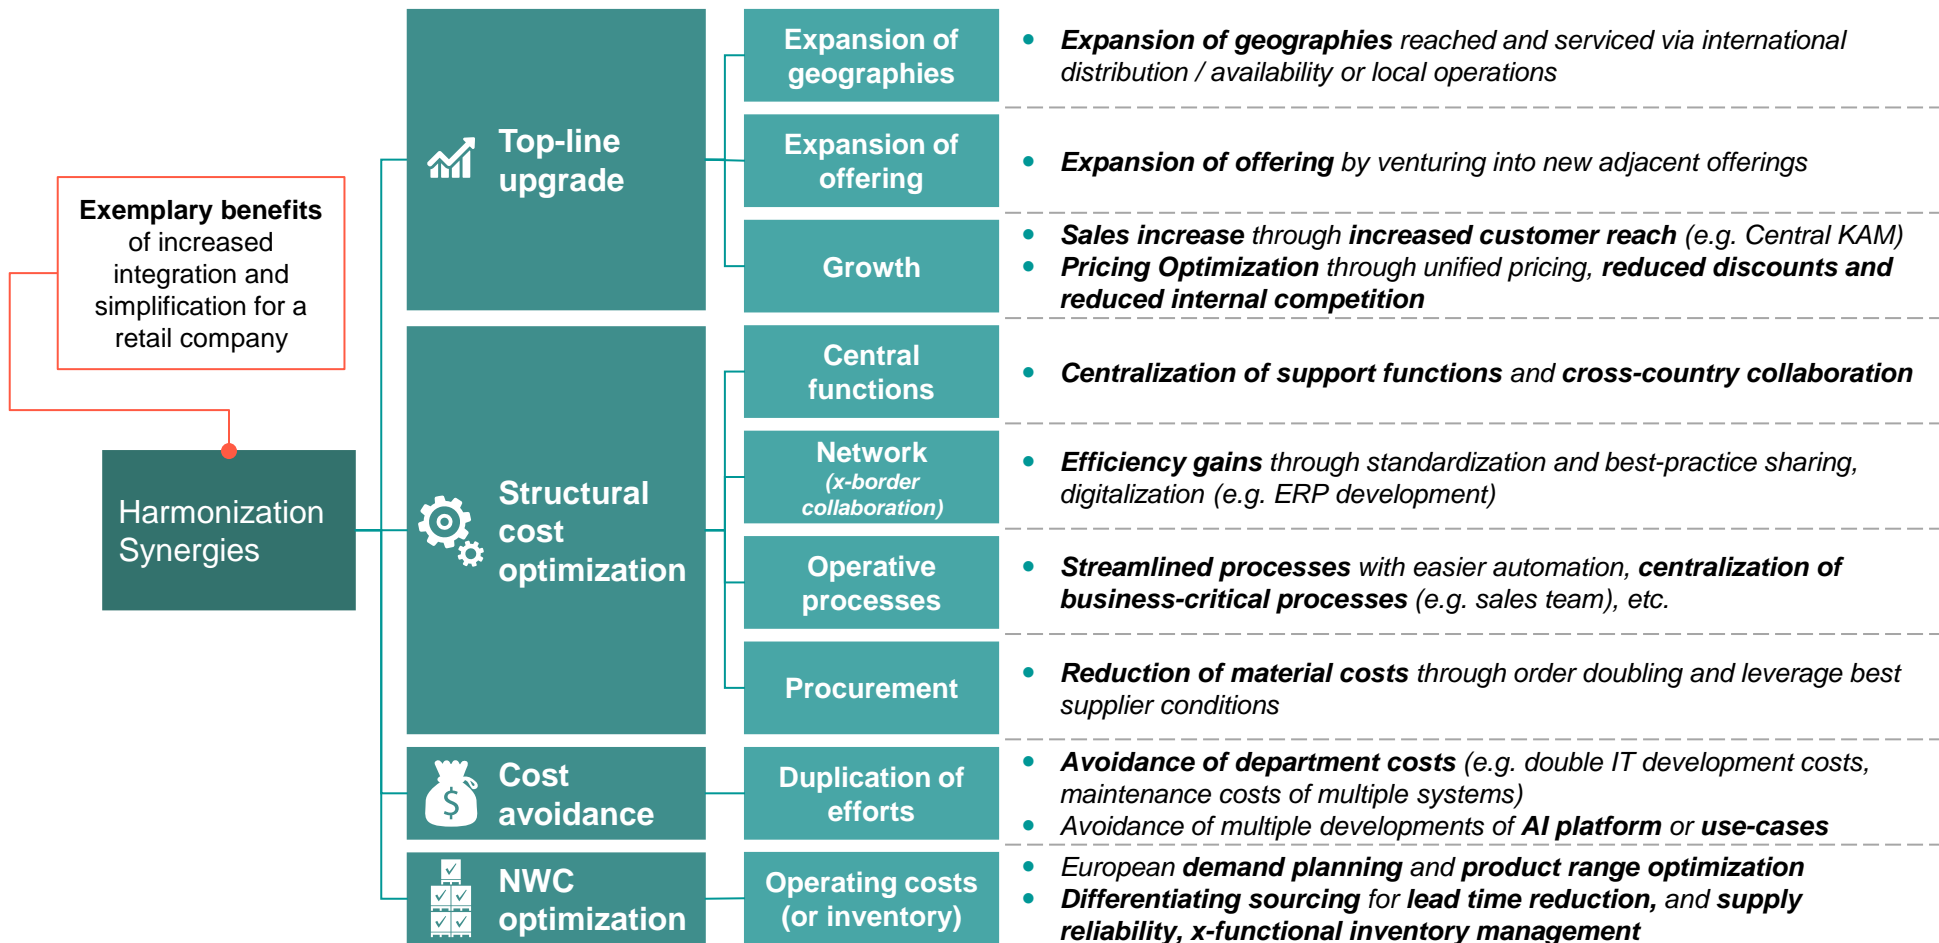 Exemplary benefits
of increased
integration and
simplification for a
retail company
Harmonization
Synergies
Top-line
upgrade
Expansion of
geographies
• Expansion of geographies reached and serviced via international
distribution / availability or local operations
Expansion of
offering
• Expansion of offering by venturing into new adjacent offerings
Growth
• Sales increase through increased customer reach (e.g. Central KAM)
• Pricing Optimization through unified pricing, reduced discounts and
reduced internal competition
Structural
cost
optimization
Central
functions
• Centralization of support functions and cross-country collaboration
Network
(x-border
collaboration)
• Efficiency gains through standardization and best-practice sharing,
digitalization (e.g. ERP development)
Operative
processes
• Streamlined processes with easier automation, centralization of
business-critical processes (e.g. sales team), etc.
Procurement
• Reduction of material costs through order doubling and leverage best
supplier conditions
$
Cost
avoidance
Duplication of
efforts
• Avoidance of department costs (e.g. double IT development costs,
maintenance costs of multiple systems)
• Avoidance of multiple developments of AI platform or use-cases
NWC
optimization
Operating costs
(or inventory)
• European demand planning and product range optimization
• Differentiating sourcing for lead time reduction, and supply
reliability, x-functional inventory management